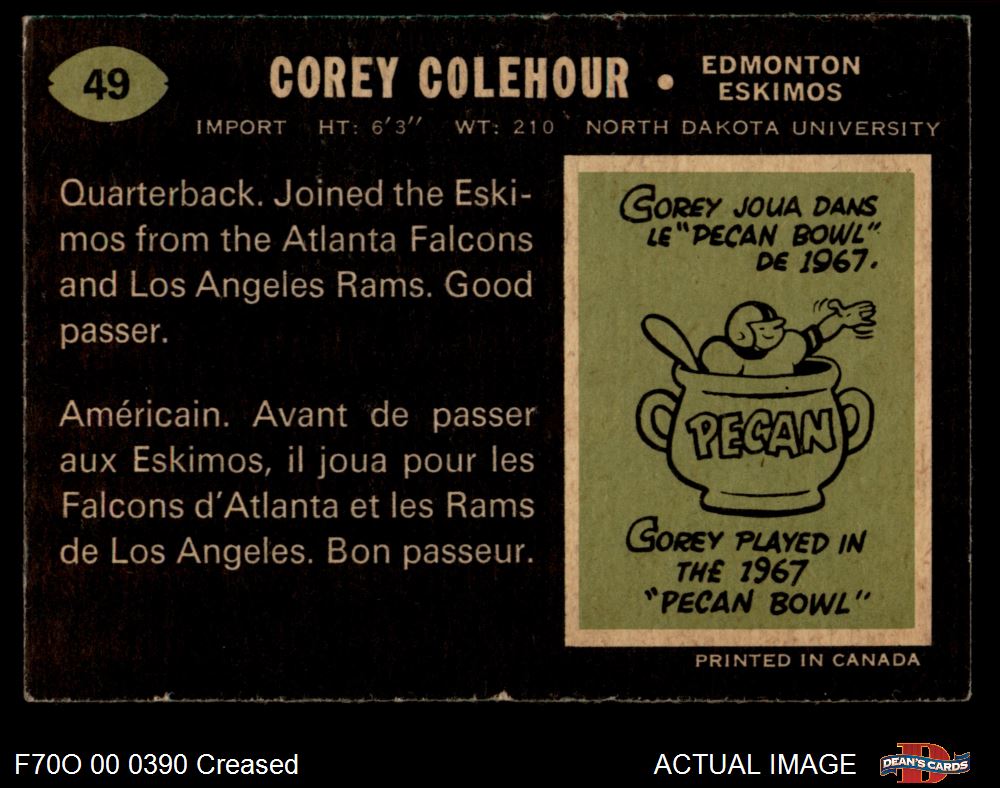 49
COREY COLEHOUR • EDMONTON ESKIMOS
IMPORT HT: 6'3" WT: 210 NORTH DAKOTA UNIVERSITY
Quarterback. Joined the Eski-
mos from the Atlanta Falcons
and Los Angeles Rams. Good
passer.
Américain. Avant de passer
aux Eskimos, il joua pour les
Falcons d'Atlanta et les Rams
de Los Angeles. Bon passeur.
COREY JOUA DANS
LE "PECAN BOWL"
DE 1967.
PECAN
COREY PLAYED IN
THE 1967
"PECAN BOWL"
PRINTED IN CANADA
F70O 00 0390 Creased
ACTUAL IMAGE
D
DEAN'S CARDS